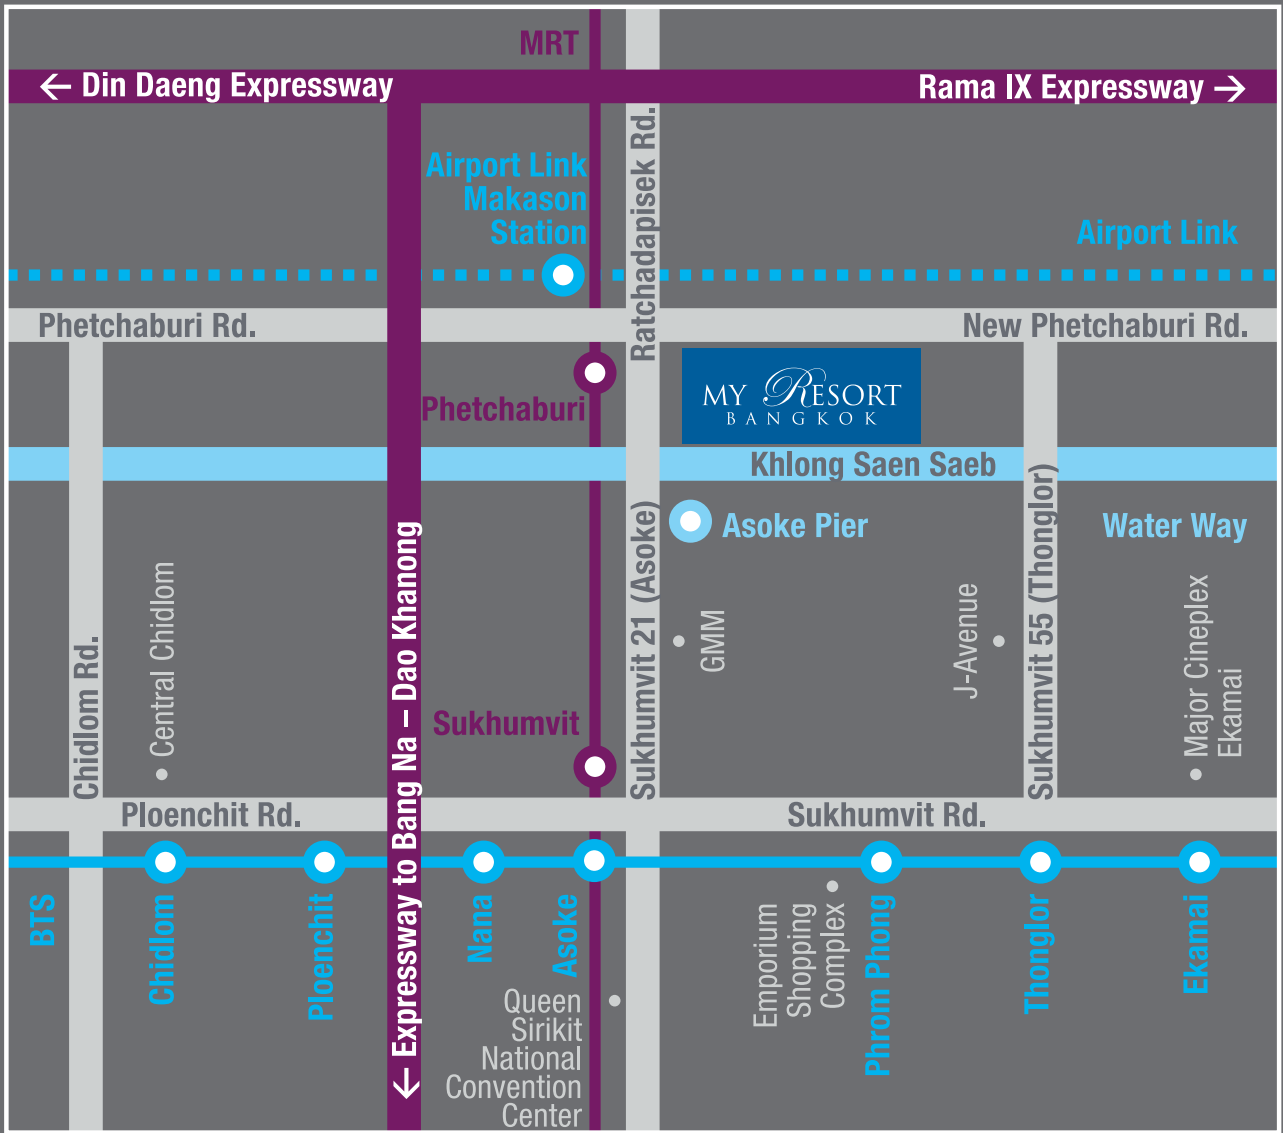 MRT
← Din Daeng Expressway
Rama IX Expressway →
Airport Link
Makason
Station
Ratchadapisek Rd.
Airport Link
Phetchaburi Rd.
New Phetchaburi Rd.
MY RESORT
BANGKOK
Phetchaburi
Khlong Saen Saeb
Asoke Pier
Water Way
Chidlom Rd.
Central Chidlom
← Expressway to Bang Na – Dao Khanong
Sukhumvit
Sukhumvit 21 (Asoke)
GMM
J-Avenue
Sukhumvit 55 (Thonglor)
Major Cineplex
Ekamai
Ploenchit Rd.
Sukhumvit Rd.
BTS
Chidlom
Ploenchit
Nana
Asoke
Emporium
Shopping
Complex
Phrom Phong
Thonglor
Ekamai
Queen
Sirikit
National
Convention
Center